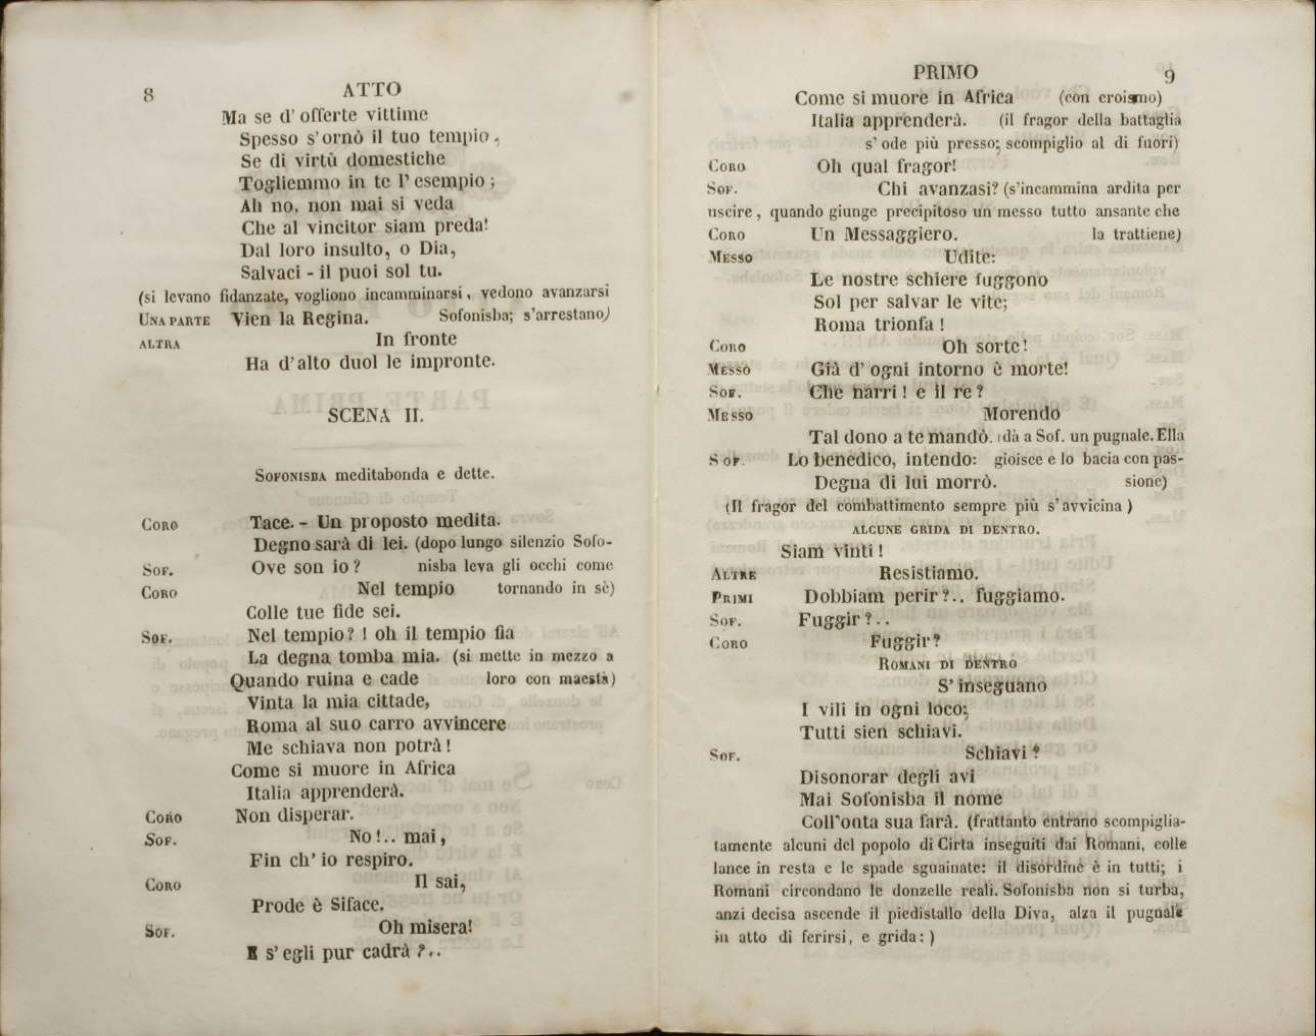 8 ATTO
Ma se d' offerte vittime
Spesso s'ornò il tuo tempio,
Se di virtù domestiche
Togliemmo in te l' esempio;
Ah no, non mai si veda
Che al vincitor siam preda!
Dal loro insulto, o Dia,
Salvaci - il puoi sol tu.
(si levano fidanzate, vogliono incamminarsi, vedono avanzarsi
UNA PARTE Vien la Regina. Sofonisba; s'arrestano)
ALTRA In fronte
Ha d'alto duol le impronte.
SCENA II.
SOFONISBA meditabonda e dette.
CORO Tace. - Un proposto medita.
Degno sarà di lei. (dopo lungo silenzio Sofo-
SOF. Ove son io? nisba leva gli occhi come
CORO Nel tempio tornando in sè)
Colle tue fide sei.
SOF. Nel tempio?! oh il tempio fia
La degna tomba mia. (si mette in mezzo a
Quando ruina e cade loro con maestà)
Vinta la mia cittade,
Roma al suo carro avvincere
Me schiava non potrà!
Come si muore in Africa
Italia apprenderà.
CORO Non disperar.
SOF. No!.. mai,
Fin ch' io respiro.
CORO Il sai,
Prode è Siface.
SOF. Oh misera!
E s' egli pur cadrà?..
PRIMO 9
Come si muore in Africa (con eroismo)
Italia apprenderà. (il fragor della battaglia
s' ode più presso; scompiglio al di fuori)
CORO Oh qual fragor!
SOF. Chi avanzasi? (s'incammina ardita per
uscire, quando giunge precipitoso un messo tutto ansante che
CORO Un Messaggiero. la trattiene)
MESSO Udite:
Le nostre schiere fuggono
Sol per salvar le vite;
Roma trionfa!
CORO Oh sorte!
MESSO Già d' ogni intorno è morte!
SOF. Che narri! e il re?
MESSO Morendo
Tal dono a te mandò. (dà a Sof. un pugnale. Ella
SOF. Lo benedico, intendo: gioisce e lo bacia con pas-
Degna di lui morrò. sione)
(Il fragor del combattimento sempre più s'avvicina)
ALCUNE GRIDA DI DENTRO.
Siam vinti!
ALTRE Resistiamo.
PRIMI Dobbiam perir?.. fuggiamo.
SOF. Fuggir?..
CORO Fuggir?
ROMANI DI DENTRO
S' inseguano
I vili in ogni loco;
Tutti sien schiavi.
SOF. Schiavi?
Disonorar degli avi
Mai Sofonisba il nome
Coll'onta sua farà. (frattanto entrano scompiglia-
tamente alcuni del popolo di Cirta inseguiti dai Romani, colle
lance in resta e le spade sguainate: il disordine è in tutti; i
Romani circondano le donzelle reali. Sofonisba non si turba,
anzi decisa ascende il piedistallo della Diva, alza il pugnale
in atto di ferirsi, e grida:)